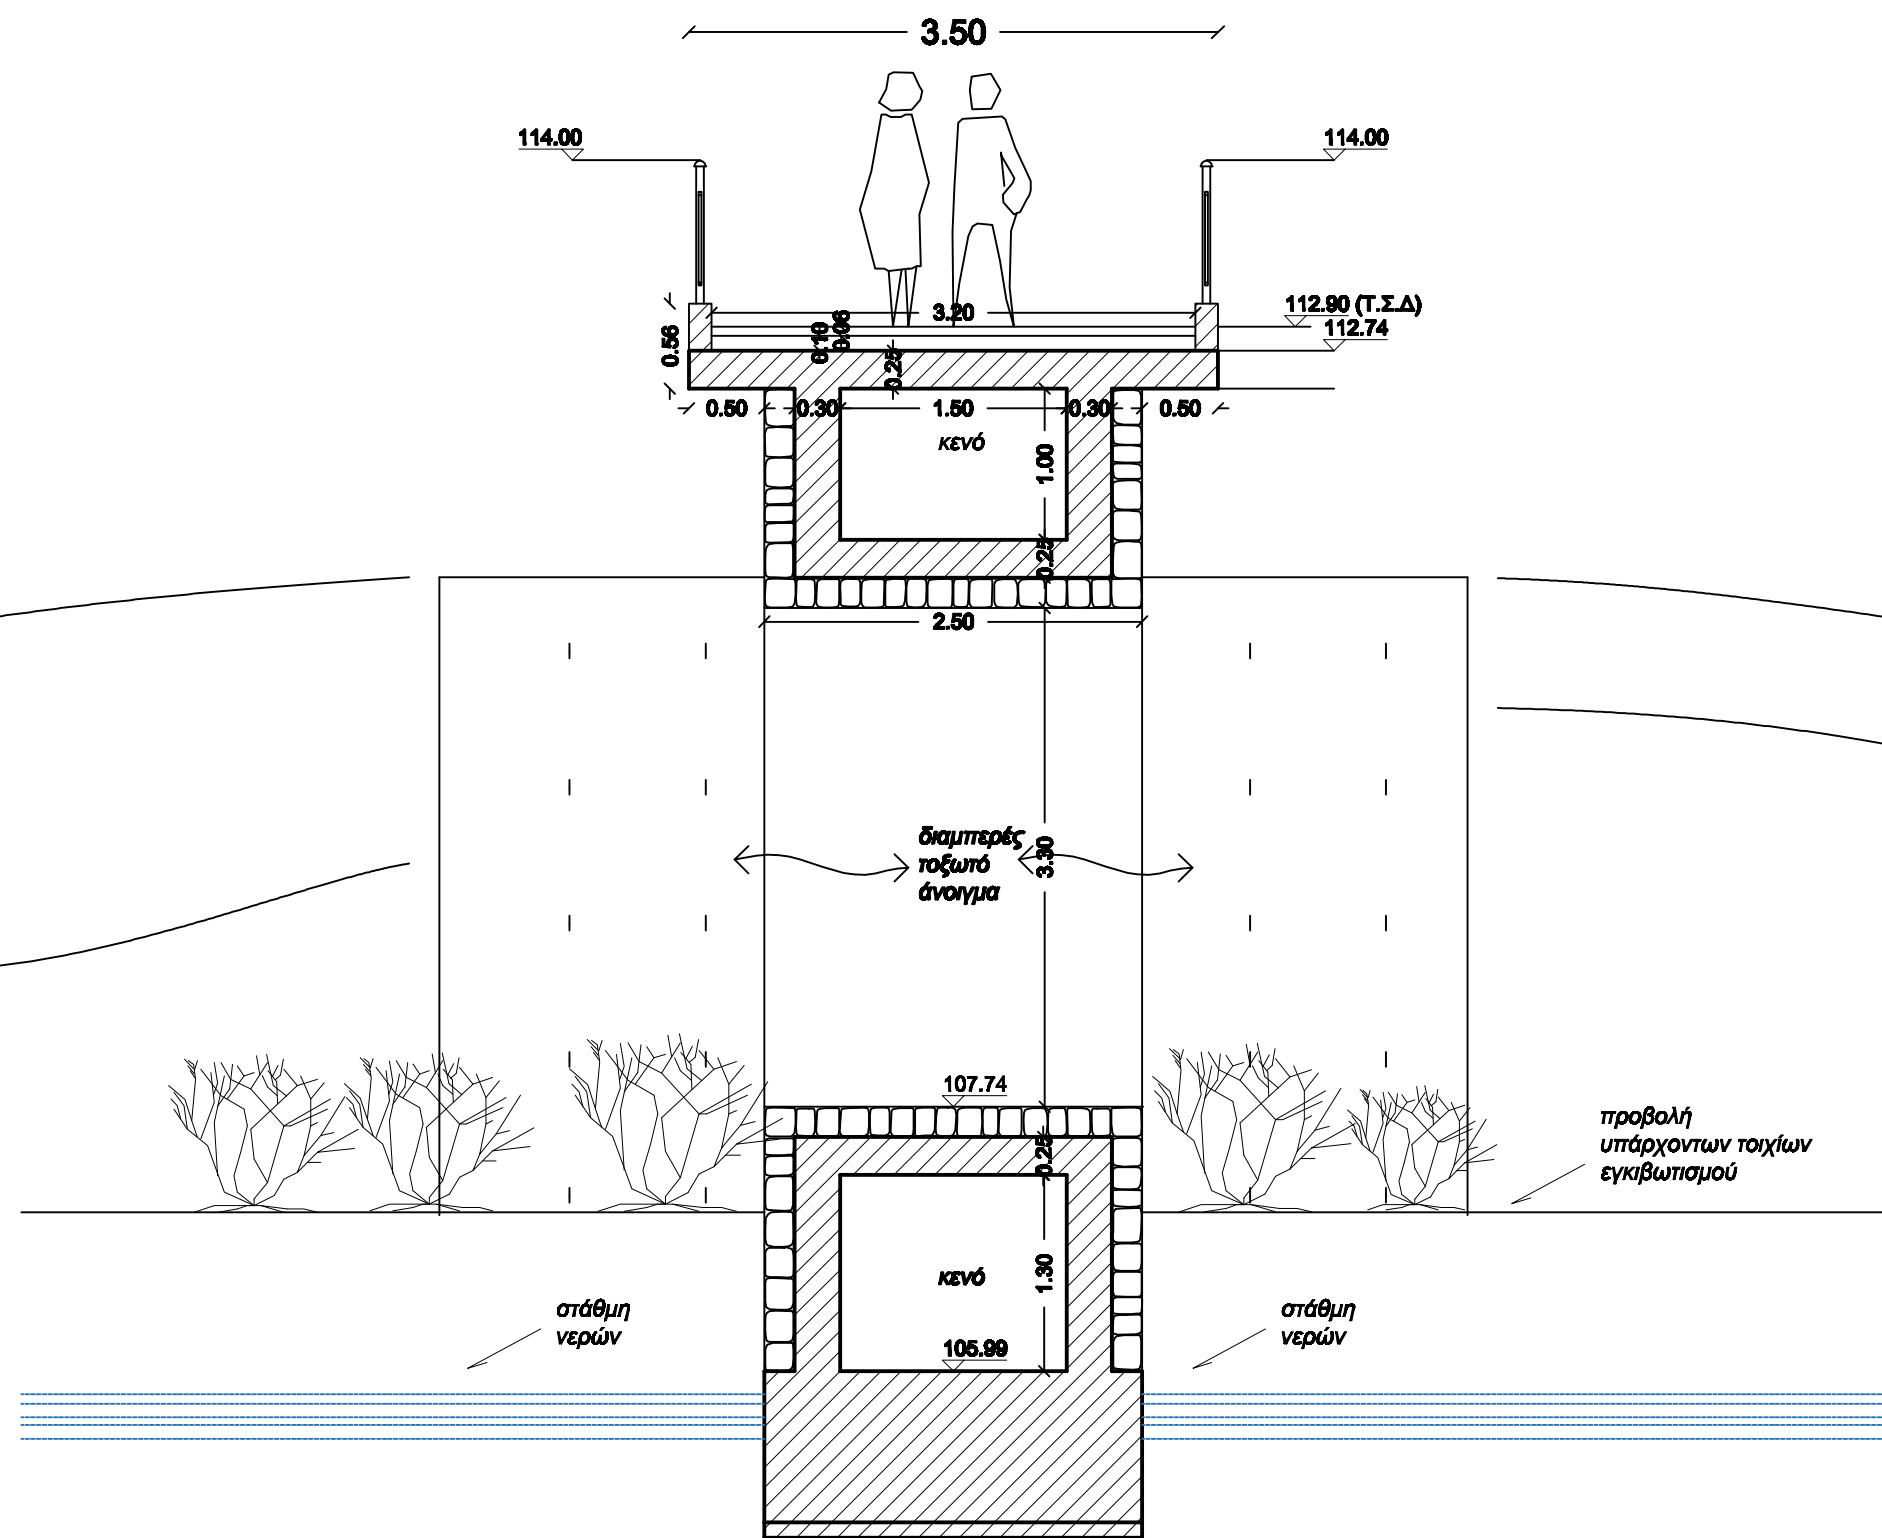 3.50
114.00
114.00
3.20
112.90 (Τ.Σ.Δ)
112.74
0.56
0.10
0.06
0.25
0.50
0.30
1.50
0.30
0.50
κενό
1.00
0.25
2.50
διαμπερές
τοξωτό
άνοιγμα
3.30
107.74
προβολή
υπάρχοντων τοιχίων
εγκιβωτισμού
0.25
κενό
1.30
στάθμη
νερών
στάθμη
νερών
105.99